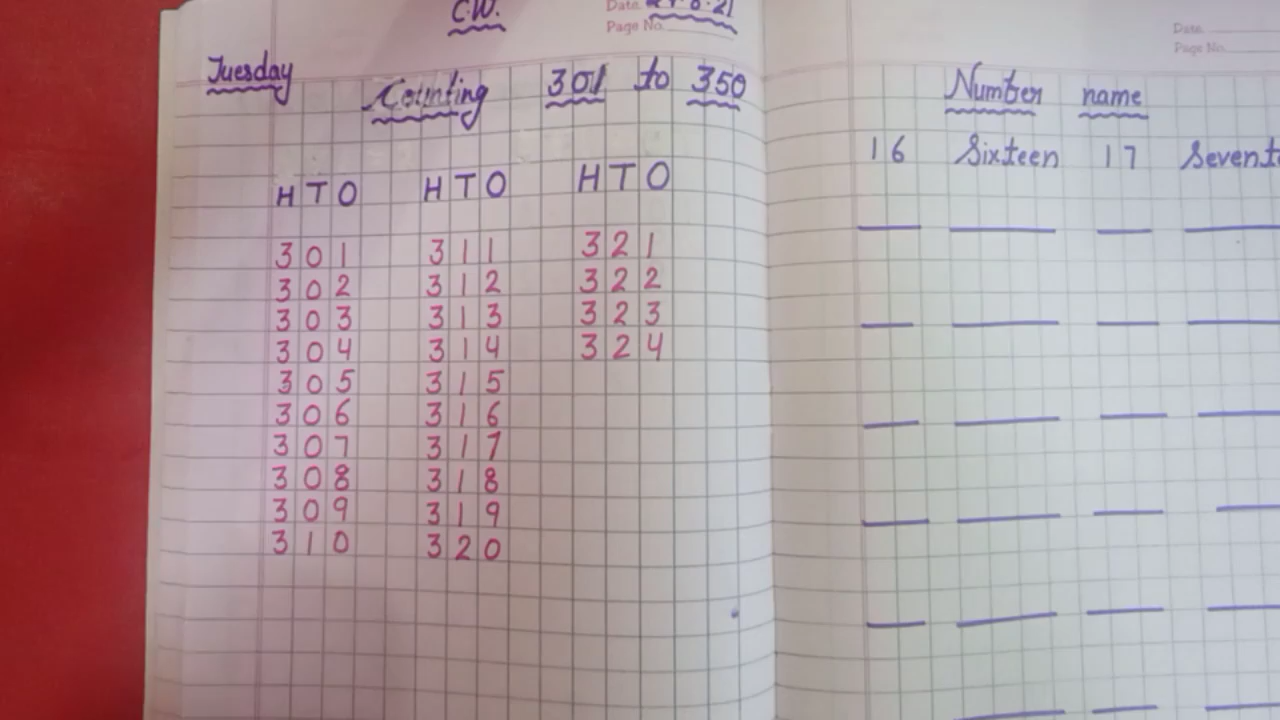 C.W.
Date
Page No.
Tuesday
Counting 301 to 350
H T O H T O H T O
301 311 321
302 312 322
303 313 323
304 314 324
305 315
306 316
307 317
308 318
309 319
310 320
Date
Page No.
Number name
16 Sixteen 17